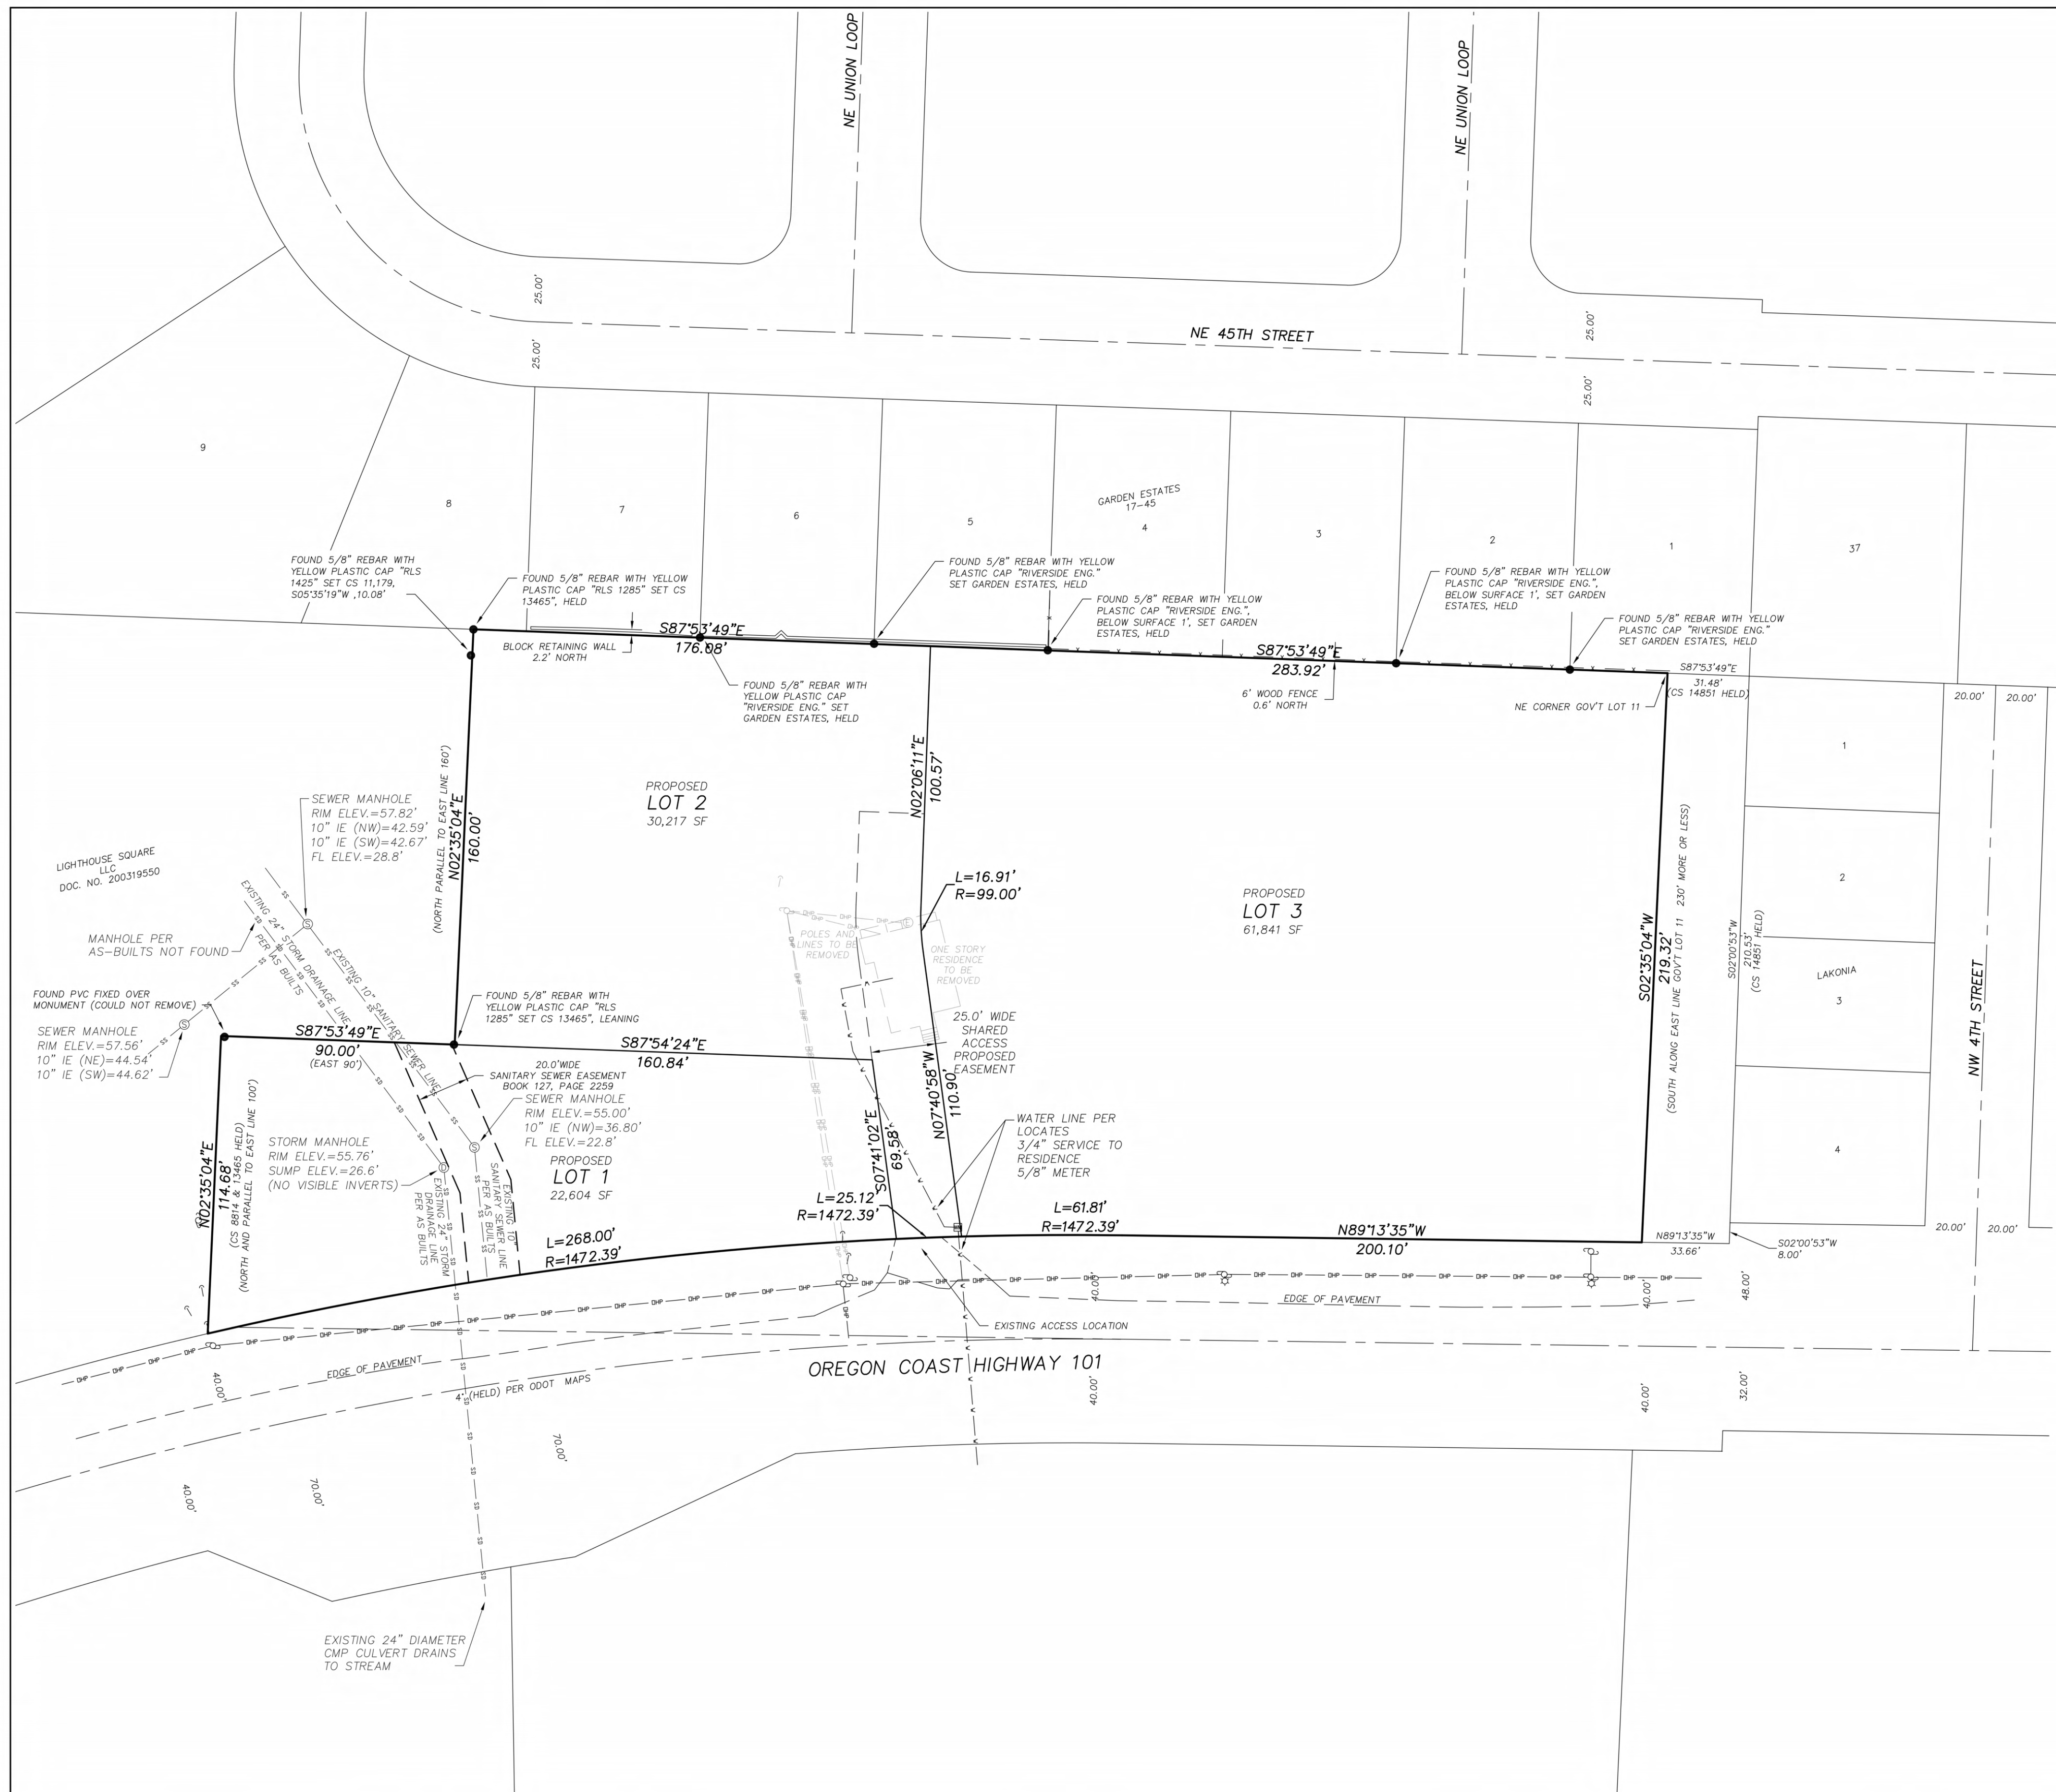 NE UNION LOOP
NE UNION LOOP
25.00'
25.00'
NE 45TH STREET
25.00'
25.00'
9
8
7
6
5
GARDEN ESTATES
17-45
4
3
2
1
37
FOUND 5/8" REBAR WITH
YELLOW PLASTIC CAP "RLS
1425" SET CS 11,179,
S05°35'19"W ,10.08'
FOUND 5/8" REBAR WITH YELLOW
PLASTIC CAP "RLS 1285" SET CS
13465", HELD
FOUND 5/8" REBAR WITH YELLOW
PLASTIC CAP "RIVERSIDE ENG."
SET GARDEN ESTATES, HELD
FOUND 5/8" REBAR WITH YELLOW
PLASTIC CAP "RIVERSIDE ENG.",
BELOW SURFACE 1', SET GARDEN
ESTATES, HELD
FOUND 5/8" REBAR WITH YELLOW
PLASTIC CAP "RIVERSIDE ENG.",
BELOW SURFACE 1', SET GARDEN
ESTATES, HELD
FOUND 5/8" REBAR WITH YELLOW
PLASTIC CAP "RIVERSIDE ENG."
SET GARDEN ESTATES, HELD
BLOCK RETAINING WALL
2.2' NORTH
S87°53'49"E
176.08'
FOUND 5/8" REBAR WITH
YELLOW PLASTIC CAP
"RIVERSIDE ENG." SET
GARDEN ESTATES, HELD
S87°53'49"E
283.92'
6' WOOD FENCE
0.6' NORTH
S87°53'49"E
31.48'
(CS 14851 HELD)
NE CORNER GOV'T LOT 11
20.00'
20.00'
(NORTH PARALLEL TO EAST LINE 160')
N02°35'04"E
160.00'
PROPOSED
LOT 2
30,217 SF
N02°06'11"E
100.57'
L=16.91'
R=99.00'
PROPOSED
LOT 3
61,841 SF
S02°35'04"W
219.32'
(SOUTH ALONG EAST LINE GOV'T LOT 11 230' MORE OR LESS)
S02°00'53"W
210.53'
(CS 14851 HELD)
1
2
LAKONIA
3
4
NW 4TH STREET
SEWER MANHOLE
RIM ELEV.=57.82'
10" IE (NW)=42.59'
10" IE (SW)=42.67'
FL ELEV.=28.8'
LIGHTHOUSE SQUARE
LLC
DOC. NO. 200319550
MANHOLE PER
AS-BUILTS NOT FOUND
EXISTING 24" STORM DRAINAGE LINE
PER AS BUILTS
EXISTING 10" SANITARY SEWER LINE
FOUND PVC FIXED OVER
MONUMENT (COULD NOT REMOVE)
SEWER MANHOLE
RIM ELEV.=57.56'
10" IE (NE)=44.54'
10" IE (SW)=44.62'
S87°53'49"E
90.00'
(EAST 90')
FOUND 5/8" REBAR WITH
YELLOW PLASTIC CAP "RLS
1285" SET CS 13465", LEANING
S87°54'24"E
160.84'
20.0'WIDE
SANITARY SEWER EASEMENT
BOOK 127, PAGE 2259
SEWER MANHOLE
RIM ELEV.=55.00'
10" IE (NW)=36.80'
FL ELEV.=22.8'
POLES AND
LINES TO BE
REMOVED
ONE STORY
RESIDENCE
TO BE
REMOVED
25.0' WIDE
SHARED
ACCESS
PROPOSED
EASEMENT
N07°40'58"W
110.90'
S07°41'02"E
69.58'
WATER LINE PER
LOCATES
3/4" SERVICE TO
RESIDENCE
5/8" METER
N02°35'04"E
114.68'
(CS 8814 & 13465 HELD)
(NORTH AND PARALLEL TO EAST LINE 100')
STORM MANHOLE
RIM ELEV.=55.76'
SUMP ELEV.=26.6'
(NO VISIBLE INVERTS)
EXISTING 24" STORM
DRAINAGE LINE
PER AS BUILTS
EXISTING 10"
SANITARY SEWER LINE
PER AS BUILTS
PROPOSED
LOT 1
22,604 SF
L=268.00'
R=1472.39'
L=25.12'
R=1472.39'
L=61.81'
R=1472.39'
N89°13'35"W
200.10'
N89°13'35"W
33.66'
S02°00'53"W
8.00'
20.00'
20.00'
40.00'
40.00'
48.00'
EDGE OF PAVEMENT
EXISTING ACCESS LOCATION
OREGON COAST HIGHWAY 101
EDGE OF PAVEMENT
4° (HELD) PER ODOT MAPS
40.00'
40.00'
70.00'
70.00'
40.00'
40.00'
32.00'
EXISTING 24" DIAMETER
CMP CULVERT DRAINS
TO STREAM